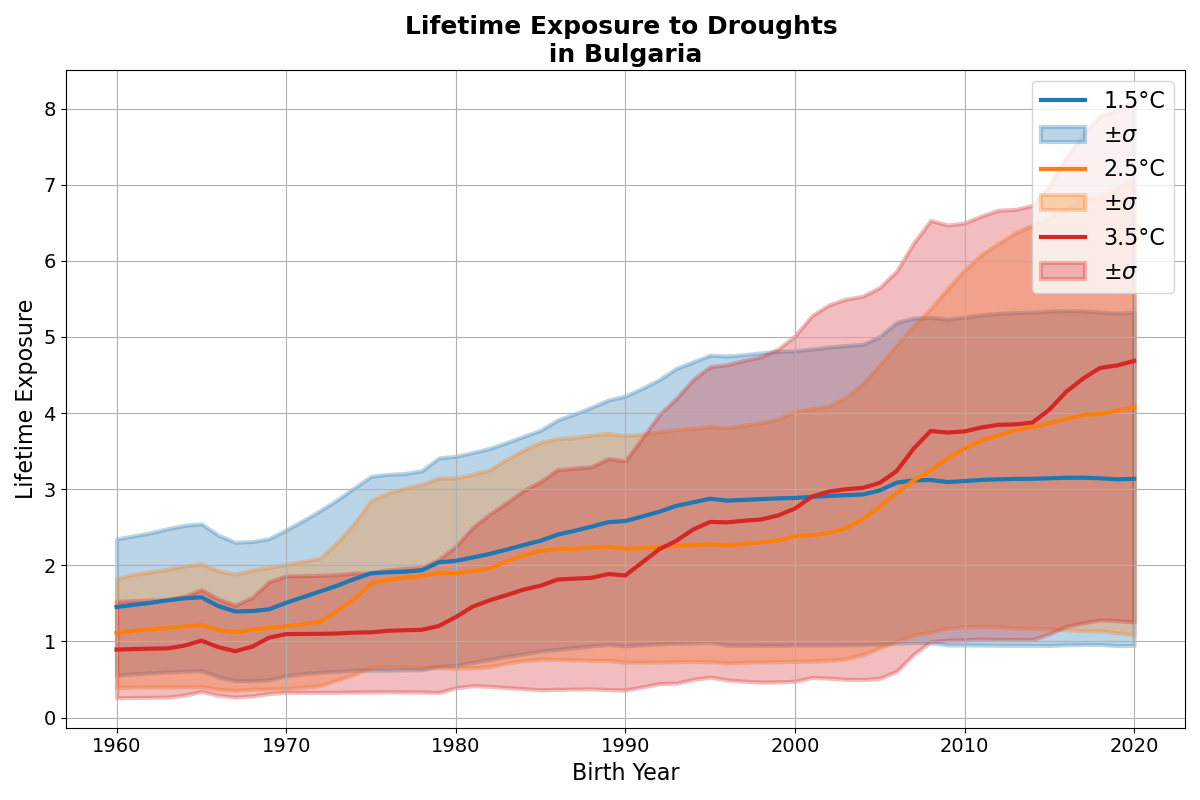 Lifetime Exposure to Droughts
in Bulgaria
Lifetime Exposure
8
7
6
5
4
3
2
1
0
1960
1970
1980
1990
2000
2010
2020
Birth Year
1.5°C
±σ
2.5°C
±σ
3.5°C
±σ